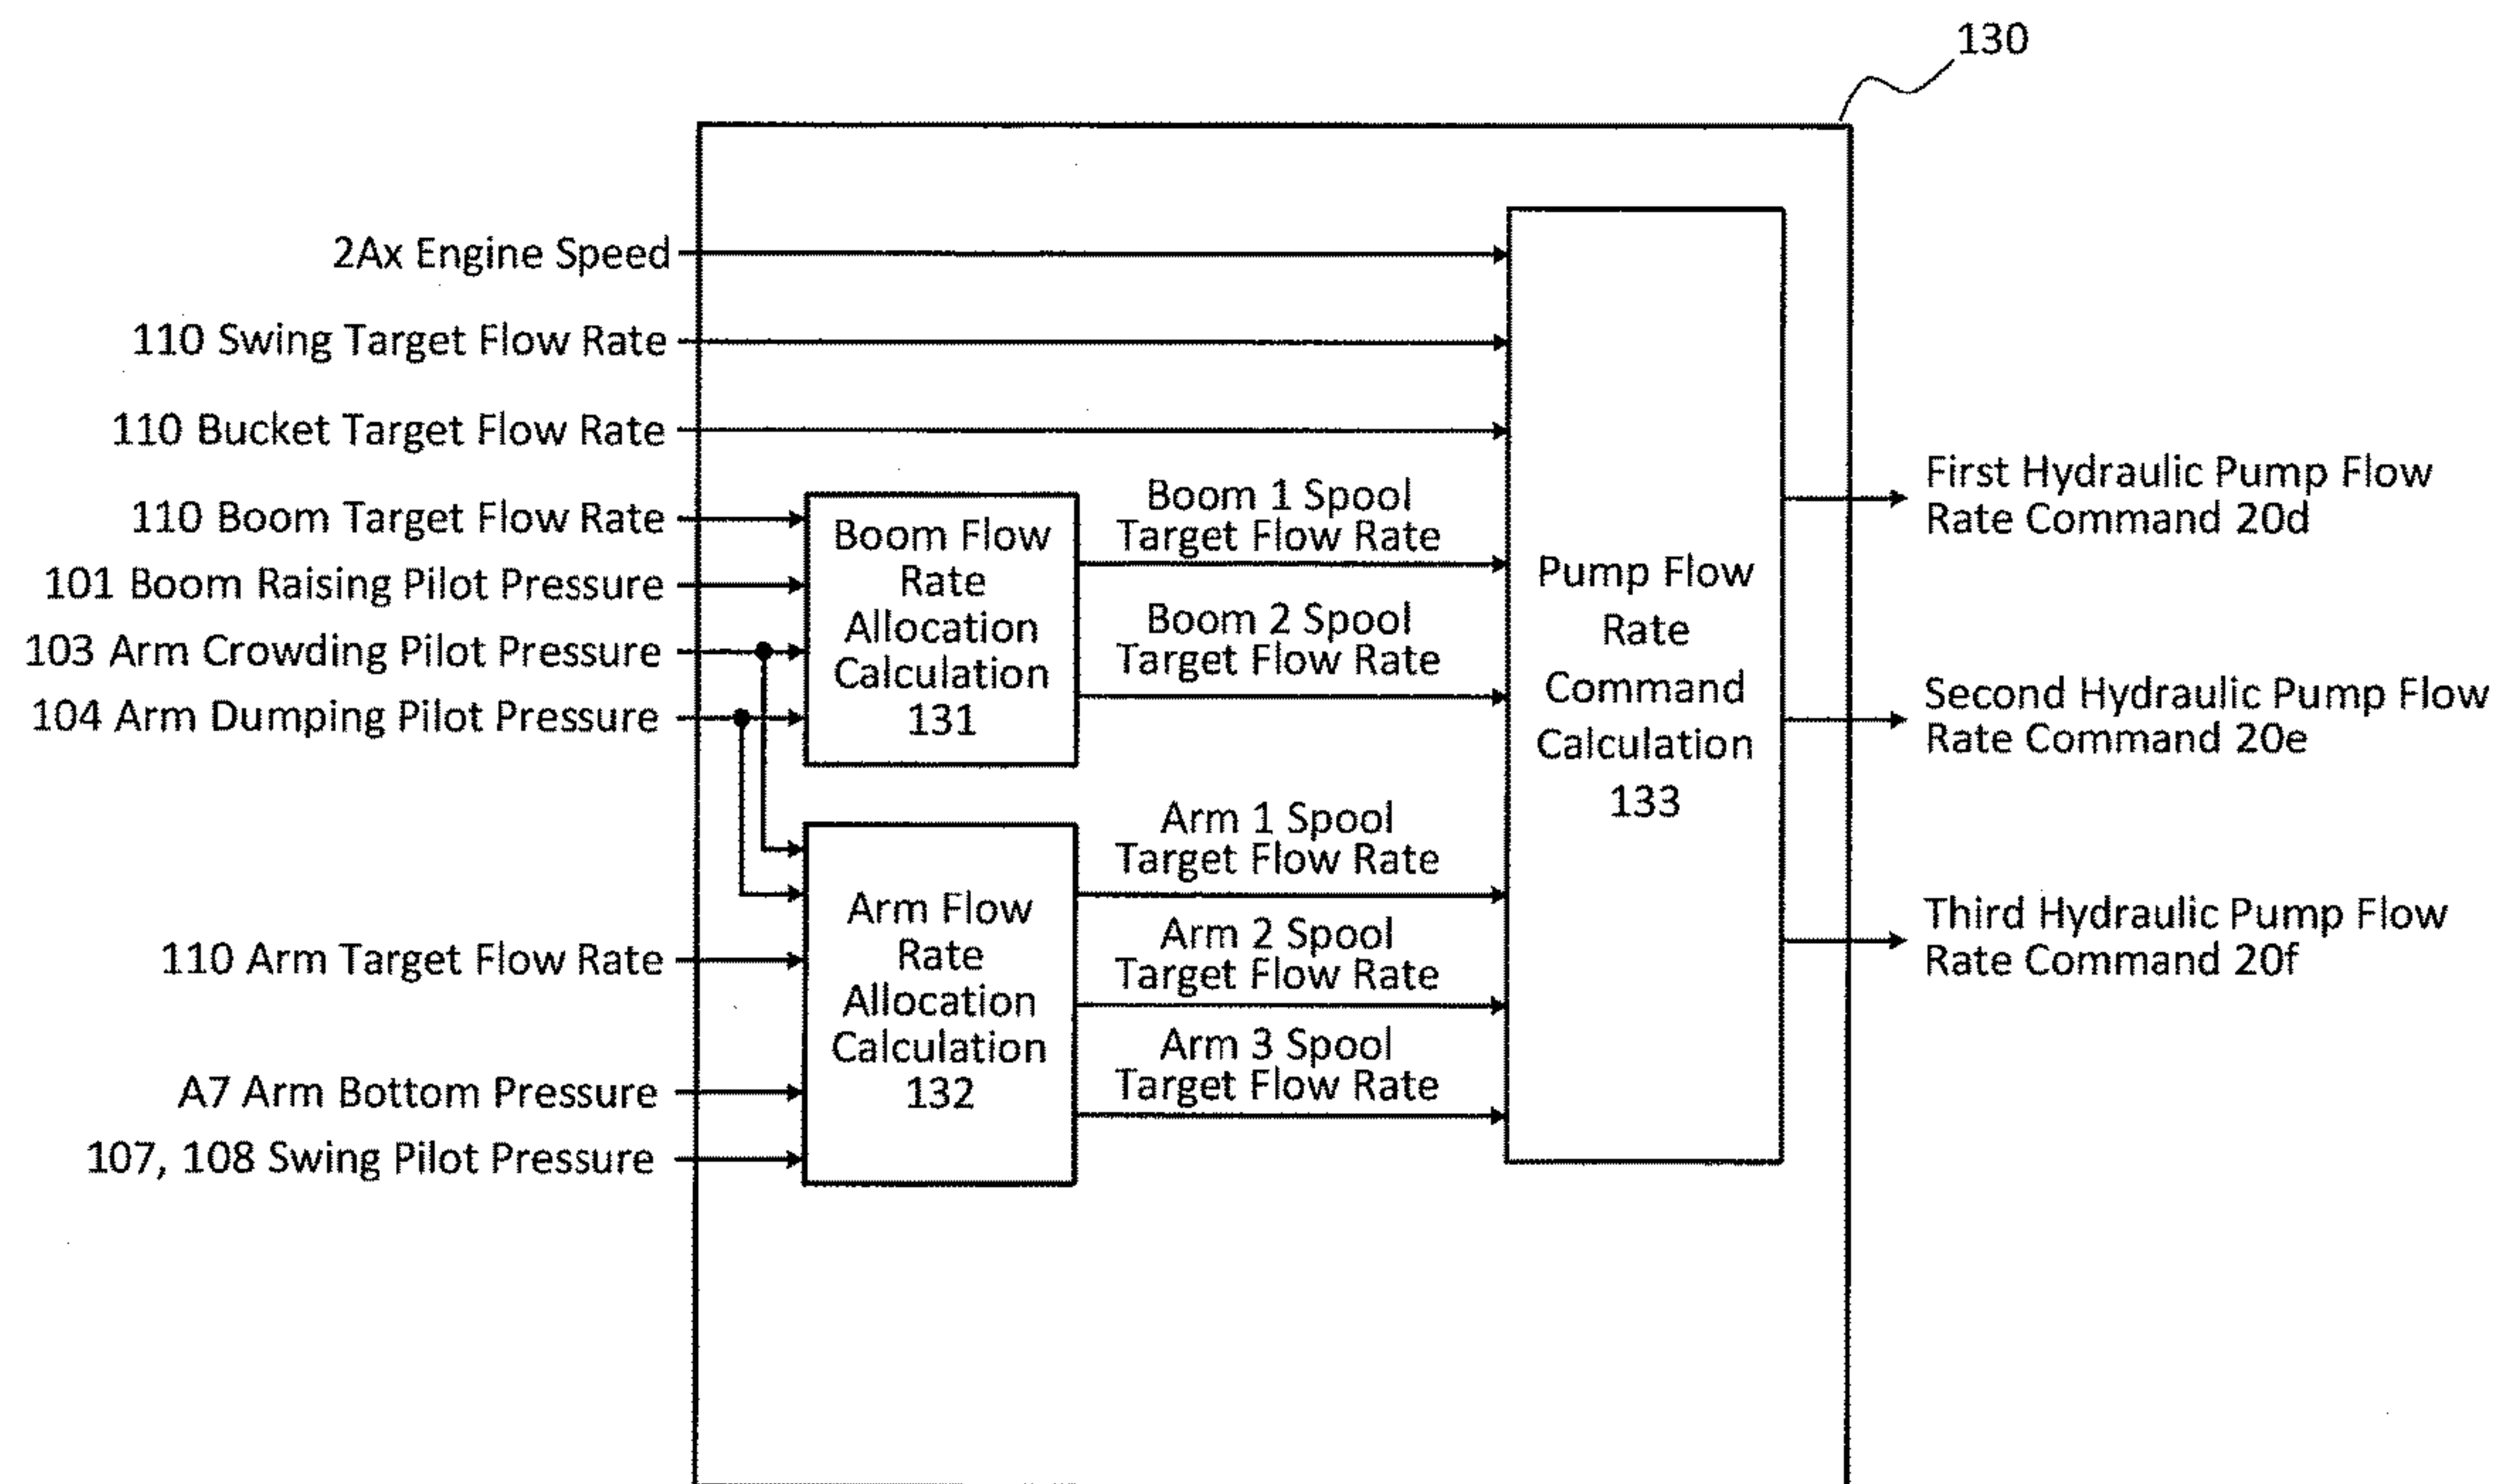 130
2Ax Engine Speed
110 Swing Target Flow Rate
110 Bucket Target Flow Rate
110 Boom Target Flow Rate
101 Boom Raising Pilot Pressure
103 Arm Crowding Pilot Pressure
104 Arm Dumping Pilot Pressure
110 Arm Target Flow Rate
A7 Arm Bottom Pressure
107, 108 Swing Pilot Pressure
Boom Flow
Rate
Allocation
Calculation
131
Arm Flow
Rate
Allocation
Calculation
132
Boom 1 Spool
Target Flow Rate
Boom 2 Spool
Target Flow Rate
Arm 1 Spool
Target Flow Rate
Arm 2 Spool
Target Flow Rate
Arm 3 Spool
Target Flow Rate
Pump Flow
Rate
Command
Calculation
133
First Hydraulic Pump Flow
Rate Command 20d
Second Hydraulic Pump Flow
Rate Command 20e
Third Hydraulic Pump Flow
Rate Command 20f